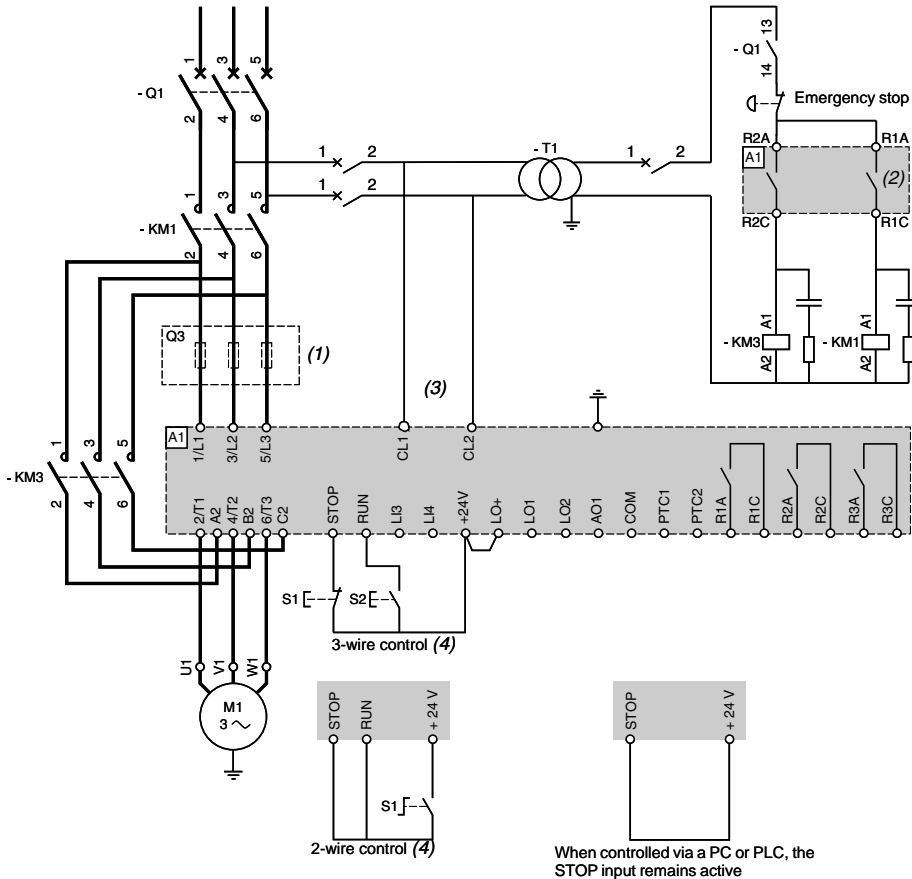 1 3 5
- Q1
2 4 6
13
- Q1
14
Emergency stop
R2A R1A
A1
(2)
R2C R1C
1 2
- T1
1 2
1 2
1 3 5
- KM1
2 4 6
A1 A1
- KM3 - KM1
A2 A2
Q3
(1)
(3)
A1
1/L1 3/L2 5/L3 CL1 CL2
1 3 5
- KM3
2 4 6
2/T1 A2 4/T2 B2 6/T3 C2 STOP RUN LI3 LI4 +24V LO+ LO1 LO2 AO1 COM PTC1 PTC2 R1A R1C R2A R2C R3A R3C
S1 S2
3-wire control (4)
U1 V1 W1
M1
3
STOP RUN + 24 V
S1
2-wire control (4)
STOP + 24 V
When controlled via a PC or PLC, the
STOP input remains active